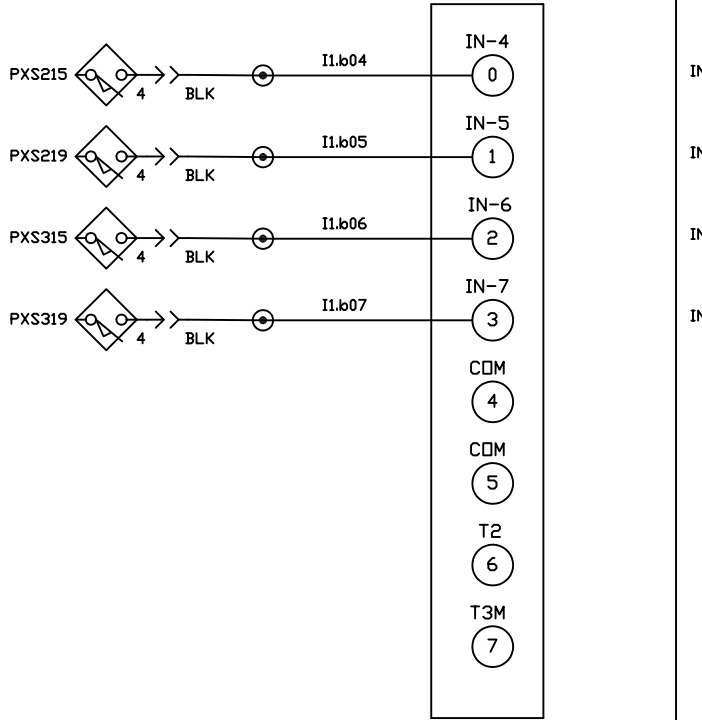 IN-4
PXS215 4 BLK I1.b04 0
IN-5
PXS219 4 BLK I1.b05 1
IN-6
PXS315 4 BLK I1.b06 2
IN-7
PXS319 4 BLK I1.b07 3
COM
4
COM
5
T2
6
T3M
7